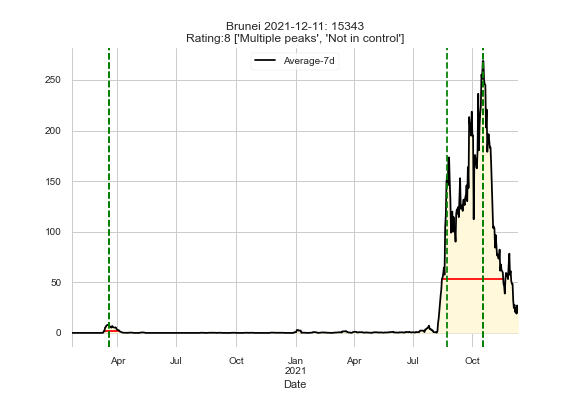 Brunei 2021-12-11: 15343
Rating:8 ['Multiple peaks', 'Not in control']
Average-7d
250
200
150
100
50
0
Apr
Jul
Oct
Jan
2021
Apr
Jul
Oct
Date